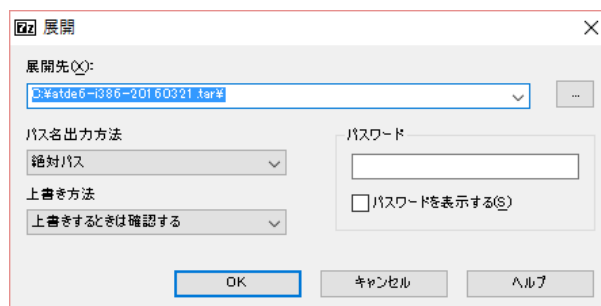 7z 展開
展開先(X):
C:¥atde6-i386-20160321.tar¥
...
パス名出力方法
絶対パス
上書き方法
上書きするときは確認する
パスワード
パスワードを表示する(S)
OK
キャンセル
ヘルプ